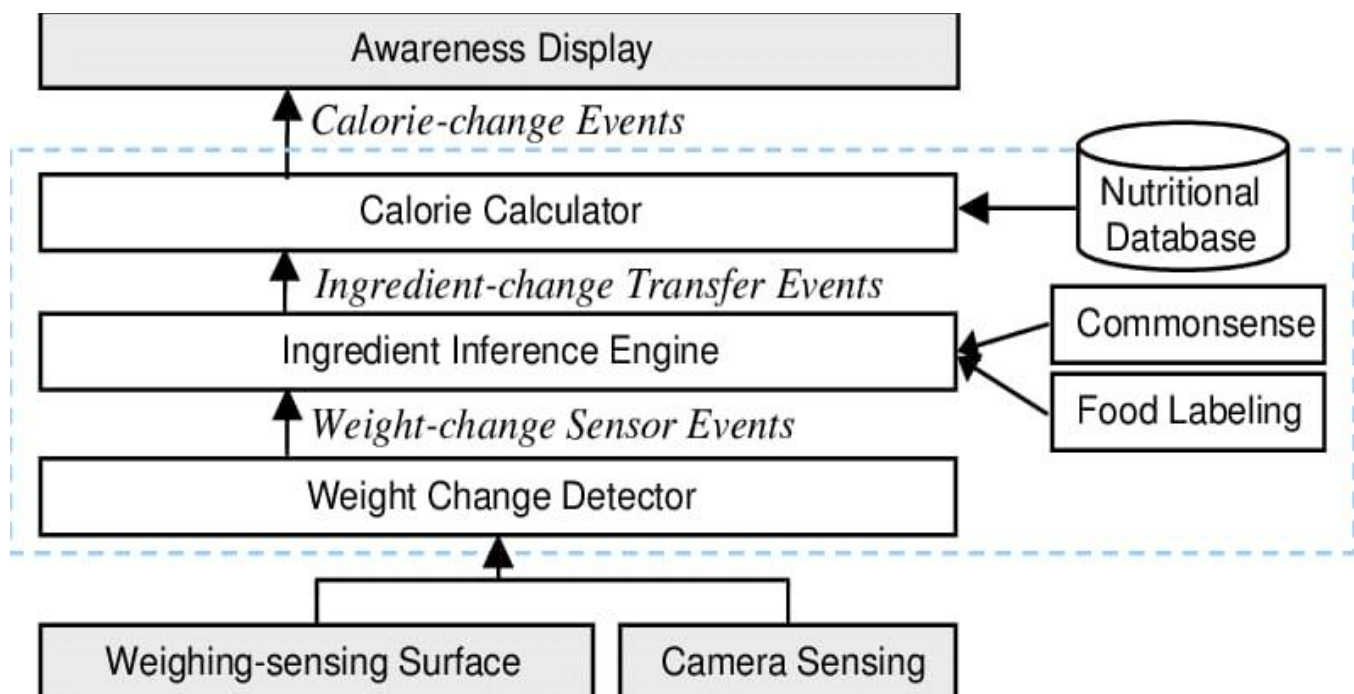 Awareness Display
Calorie-change Events
Calorie Calculator
Nutritional
Database
Ingredient-change Transfer Events
Commonsense
Ingredient Inference Engine
Food Labeling
Weight-change Sensor Events
Weight Change Detector
Weighing-sensing Surface
Camera Sensing